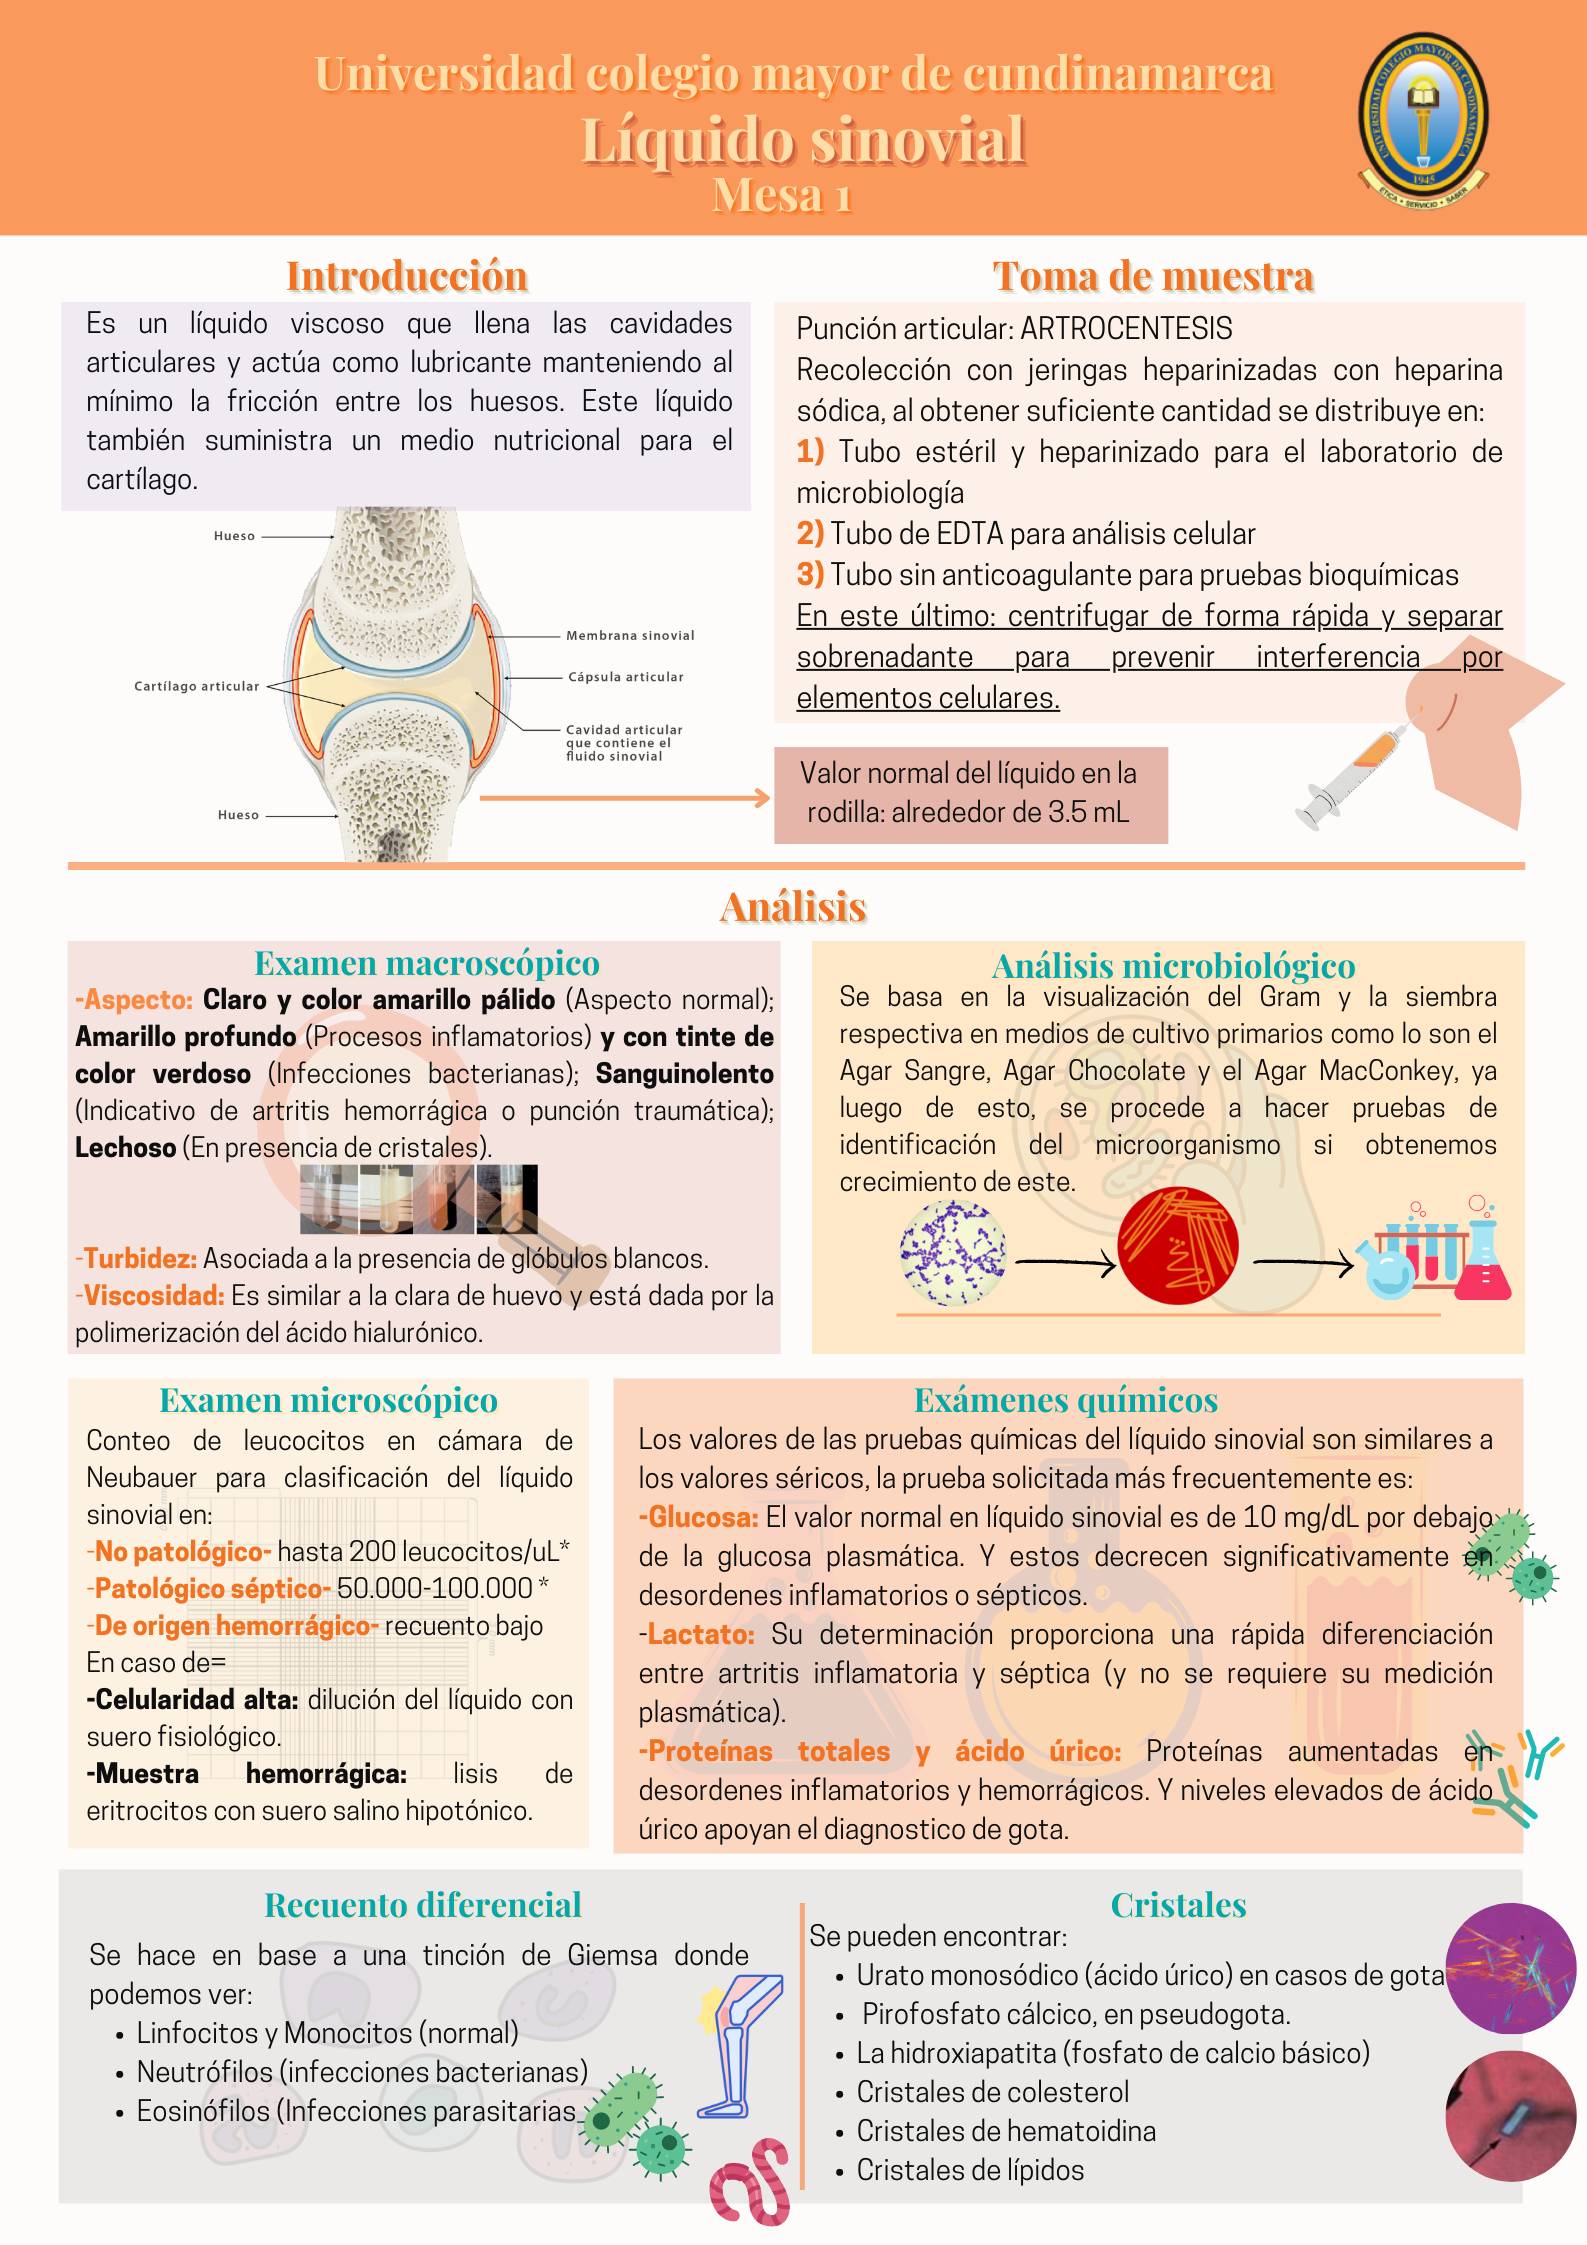 Universidad colegio mayor de cundinamarca
Líquido sinovial
Mesa 1
UNIVERSIDAD COLEGIO MAYOR DE CUNDINAMARCA
1945
ETICA • SERVICIO • SABER
Introducción
Es un líquido viscoso que llena las cavidades
articulares y actúa como lubricante manteniendo al
mínimo la fricción entre los huesos. Este líquido
también suministra un medio nutricional para el
cartílago.
Hueso
Membrana sinovial
Cartílago articular
Cápsula articular
Cavidad articular
que contiene el
fluido sinovial
Hueso
Toma de muestra
Punción articular: ARTROCENTESIS
Recolección con jeringas heparinizadas con heparina
sódica, al obtener suficiente cantidad se distribuye en:
1) Tubo estéril y heparinizado para el laboratorio de
microbiología
2) Tubo de EDTA para análisis celular
3) Tubo sin anticoagulante para pruebas bioquímicas
En este último: centrifugar de forma rápida y separar
sobrenadante para prevenir interferencia por
elementos celulares.
Valor normal del líquido en la
rodilla: alrededor de 3.5 mL
Análisis
Examen macroscópico
-Aspecto: Claro y color amarillo pálido (Aspecto normal);
Amarillo profundo (Procesos inflamatorios) y con tinte de
color verdoso (Infecciones bacterianas); Sanguinolento
(Indicativo de artritis hemorrágica o punción traumática);
Lechoso (En presencia de cristales).
-Turbidez: Asociada a la presencia de glóbulos blancos.
-Viscosidad: Es similar a la clara de huevo y está dada por la
polimerización del ácido hialurónico.
Análisis microbiológico
Se basa en la visualización del Gram y la siembra
respectiva en medios de cultivo primarios como lo son el
Agar Sangre, Agar Chocolate y el Agar MacConkey, ya
luego de esto, se procede a hacer pruebas de
identificación del microorganismo si obtenemos
crecimiento de este.
Examen microscópico
Conteo de leucocitos en cámara de
Neubauer para clasificación del líquido
sinovial en:
-No patológico- hasta 200 leucocitos/uL*
-Patológico séptico- 50.000-100.000 *
-De origen hemorrágico- recuento bajo
En caso de=
-Celularidad alta: dilución del líquido con
suero fisiológico.
-Muestra hemorrágica: lisis de
eritrocitos con suero salino hipotónico.
Exámenes químicos
Los valores de las pruebas químicas del líquido sinovial son similares a
los valores séricos, la prueba solicitada más frecuentemente es:
-Glucosa: El valor normal en líquido sinovial es de 10 mg/dL por debajo
de la glucosa plasmática. Y estos decrecen significativamente en
desordenes inflamatorios o sépticos.
-Lactato: Su determinación proporciona una rápida diferenciación
entre artritis inflamatoria y séptica (y no se requiere su medición
plasmática).
-Proteínas totales y ácido úrico: Proteínas aumentadas en
desordenes inflamatorios y hemorrágicos. Y niveles elevados de ácido
úrico apoyan el diagnostico de gota.
Recuento diferencial
Se hace en base a una tinción de Giemsa donde
podemos ver:
• Linfocitos y Monocitos (normal)
• Neutrófilos (infecciones bacterianas)
• Eosinófilos (Infecciones parasitarias
Cristales
Se pueden encontrar:
• Urato monosódico (ácido úrico) en casos de gota
• Pirofosfato cálcico, en pseudogota.
• La hidroxiapatita (fosfato de calcio básico)
• Cristales de colesterol
• Cristales de hematoidina
• Cristales de lípidos